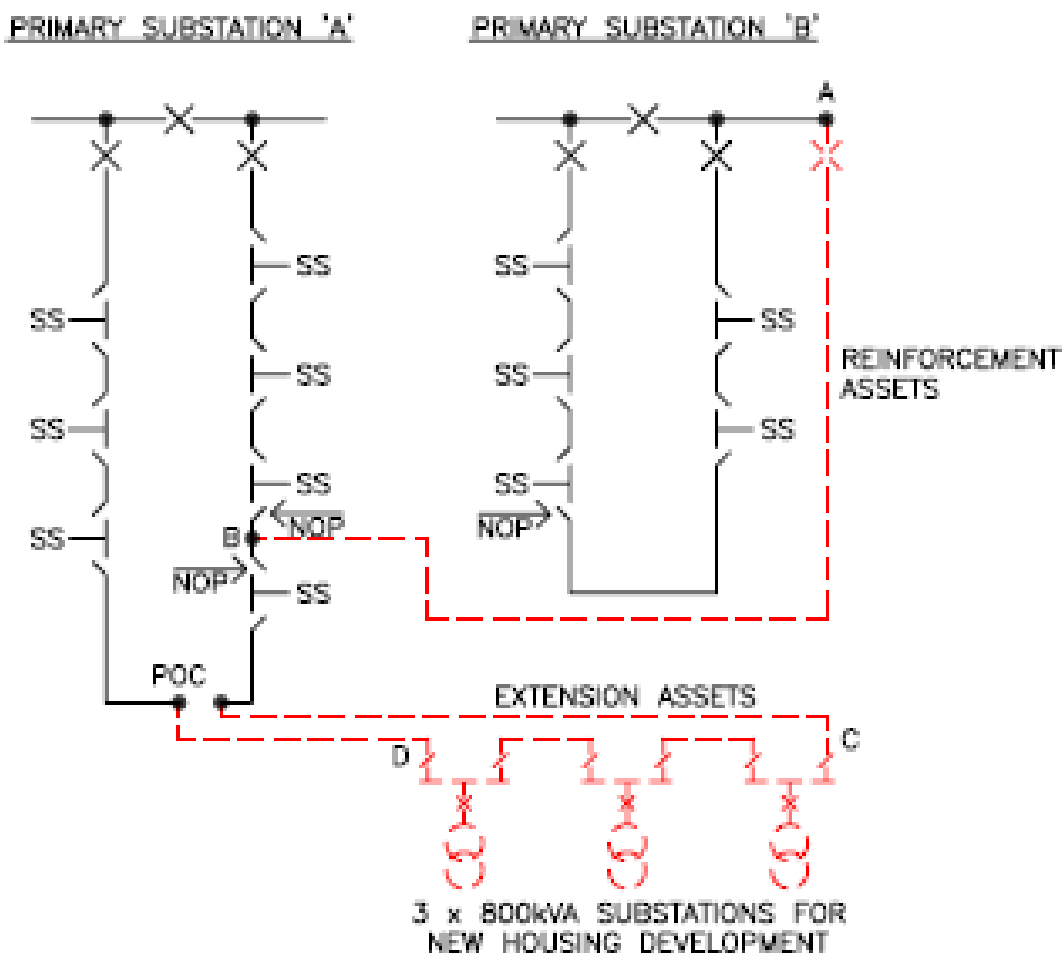 PRIMARY SUBSTATION 'A'
PRIMARY SUBSTATION 'B'
A
SS
SS
SS
SS
REINFORCEMENT
ASSETS
SS
SS
SS
SS
SS
SS
SS
NOP
NOP
SS
B
NOP
SS
POC
EXTENSION ASSETS
D
C
3 x 800kVA SUBSTATIONS FOR
NEW HOUSING DEVELOPMENT